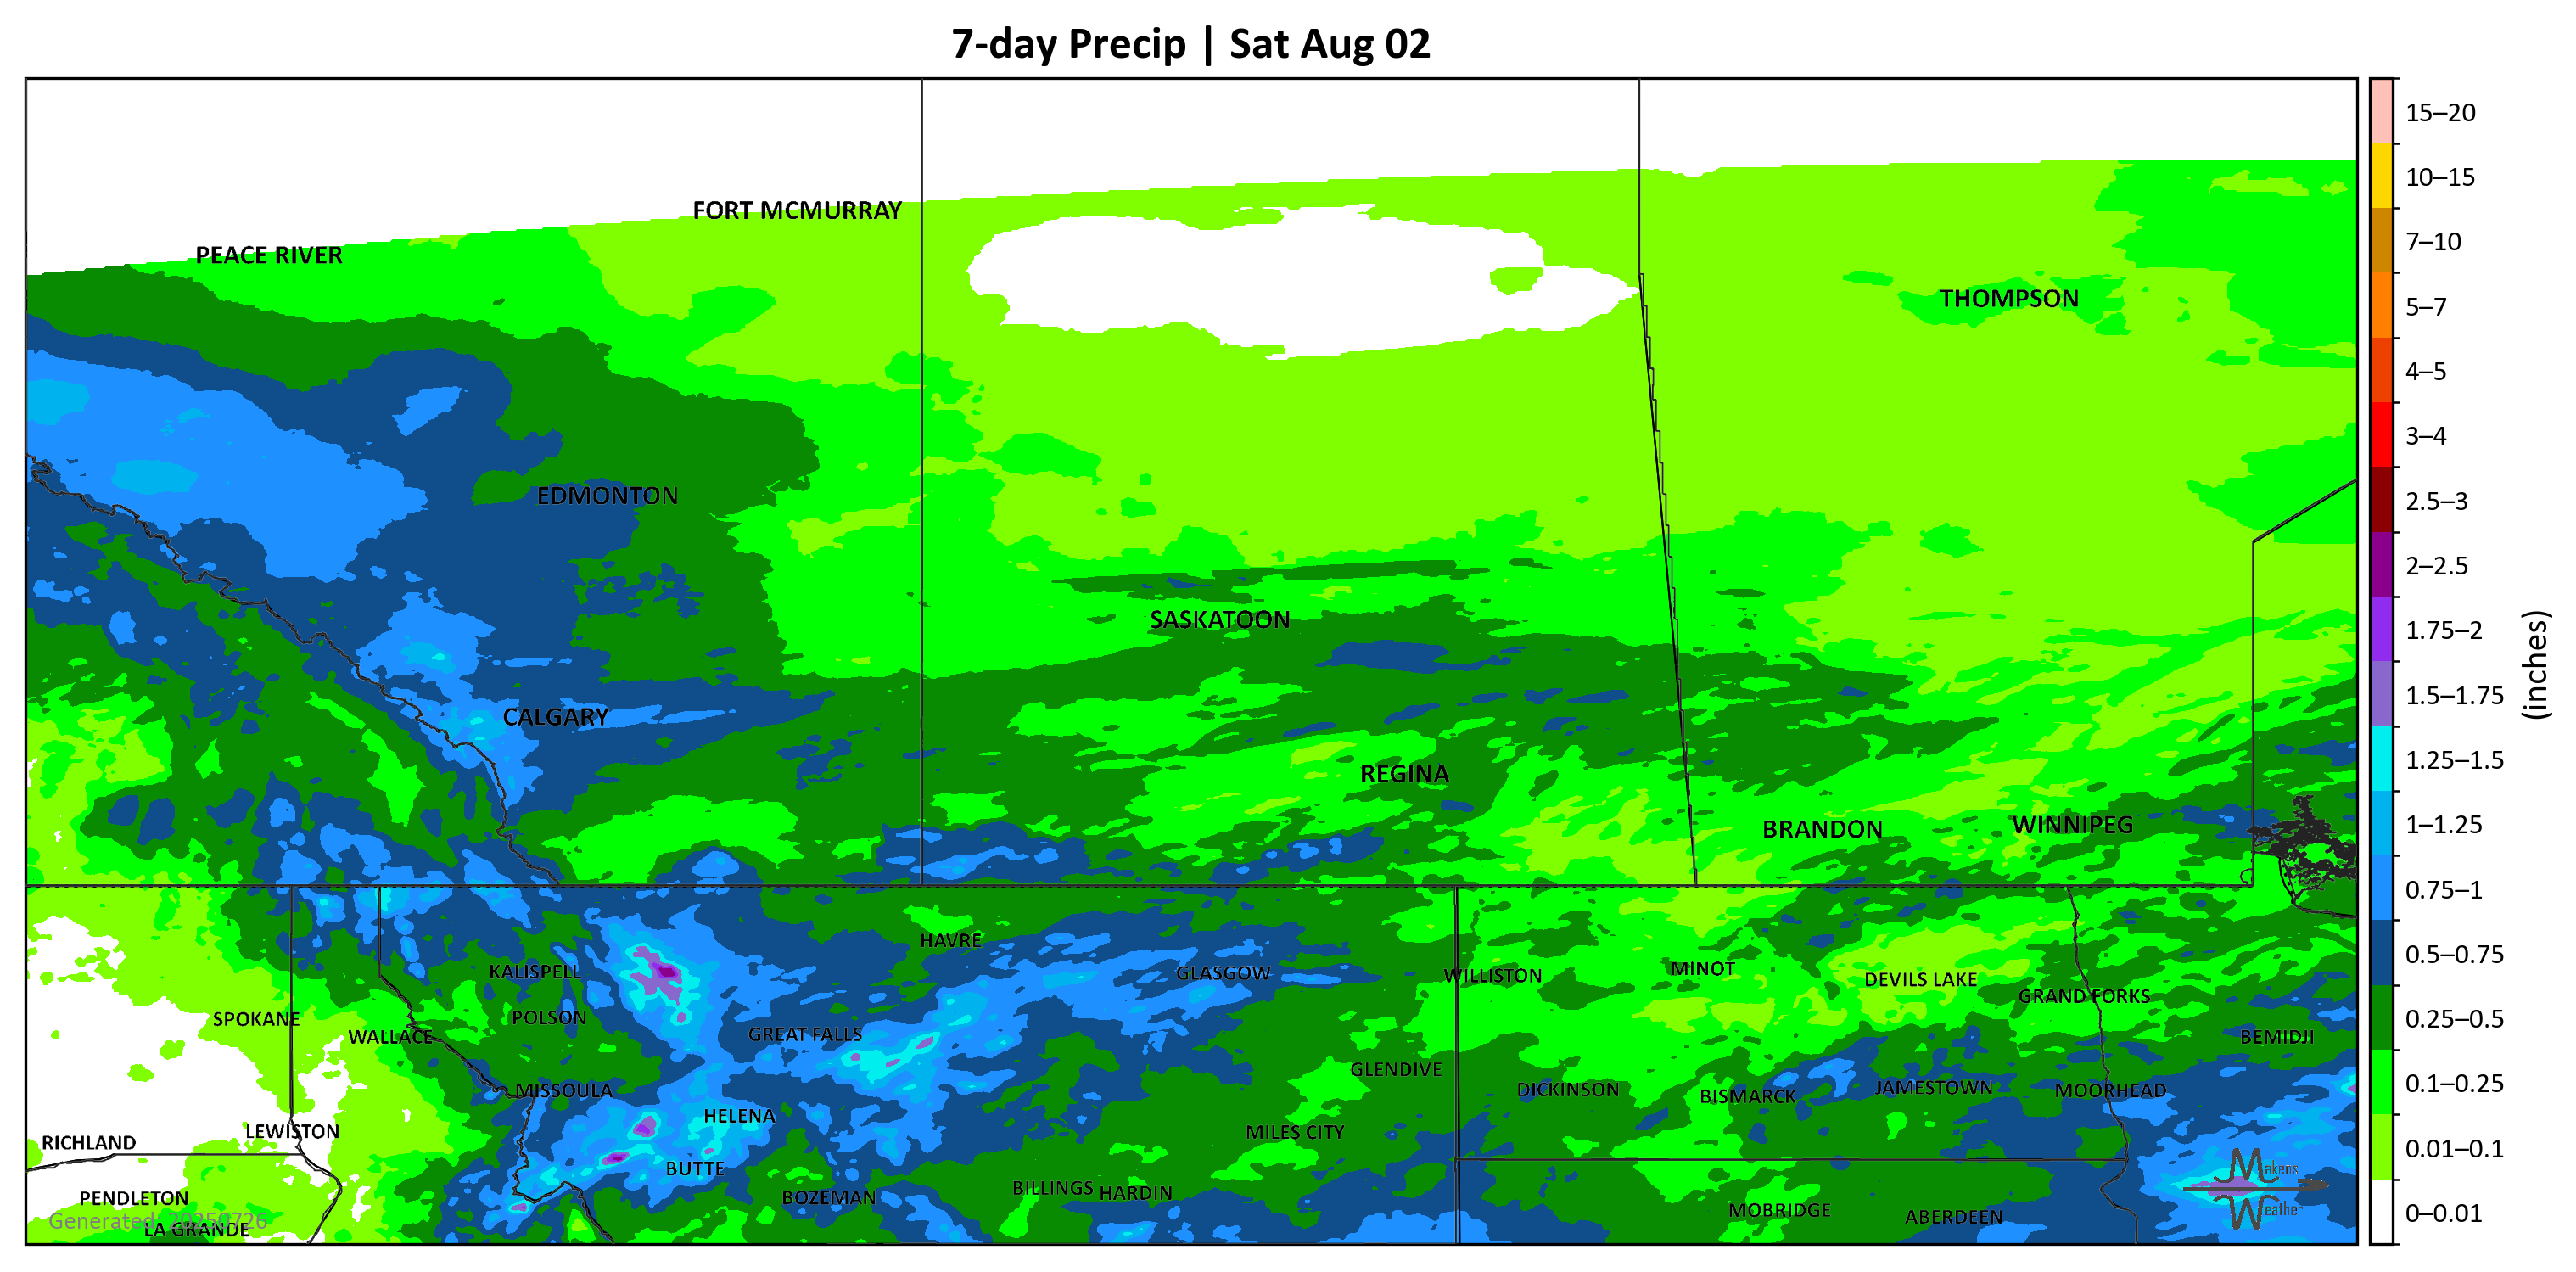 7-day Precip | Sat Aug 02
FORT MCMURRAY
PEACE RIVER
THOMPSON
EDMONTON
SASKATOON
CALGARY
REGINA
BRANDON
WINNIPEG
HAVRE
KALISPELL
GLASGOW
WILLISTON
MINOT
DEVILS LAKE
GRAND FORKS
SPOKANE
POLSON
WALLACE
GREAT FALLS
BEMIDJI
GLENDIVE
MISSOULA
DICKINSON
BISMARCK
JAMESTOWN
MOORHEAD
HELENA
LEWISTON
RICHLAND
MILES CITY
BUTTE
PENDLETON
BOZEMAN
BILLINGS
HARDIN
MOBRIDGE
ABERDEEN
Generated: 20250726
LA GRANDE
Makens
Weather
15–20
10–15
7–10
5–7
4–5
3–4
2.5–3
2–2.5
1.75–2
1.5–1.75
1.25–1.5
1–1.25
0.75–1
0.5–0.75
0.25–0.5
0.1–0.25
0.01–0.1
0–0.01
(inches)